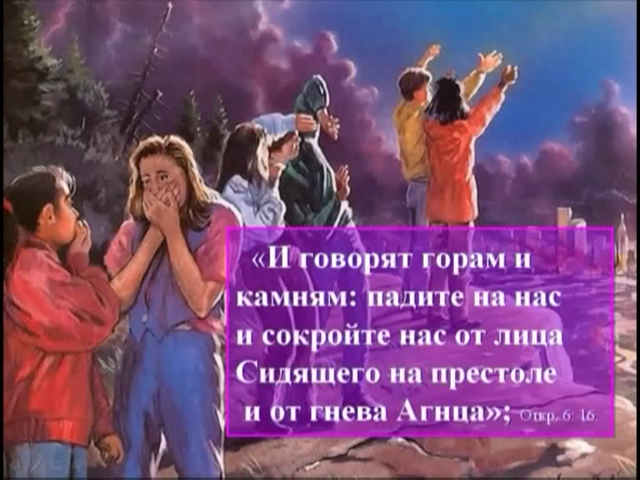 «И говорят горам и
камням: падите на нас
и сокройте нас от лица
Сидящего на престоле
и от гнева Агнца»; Откр. 6: 16.